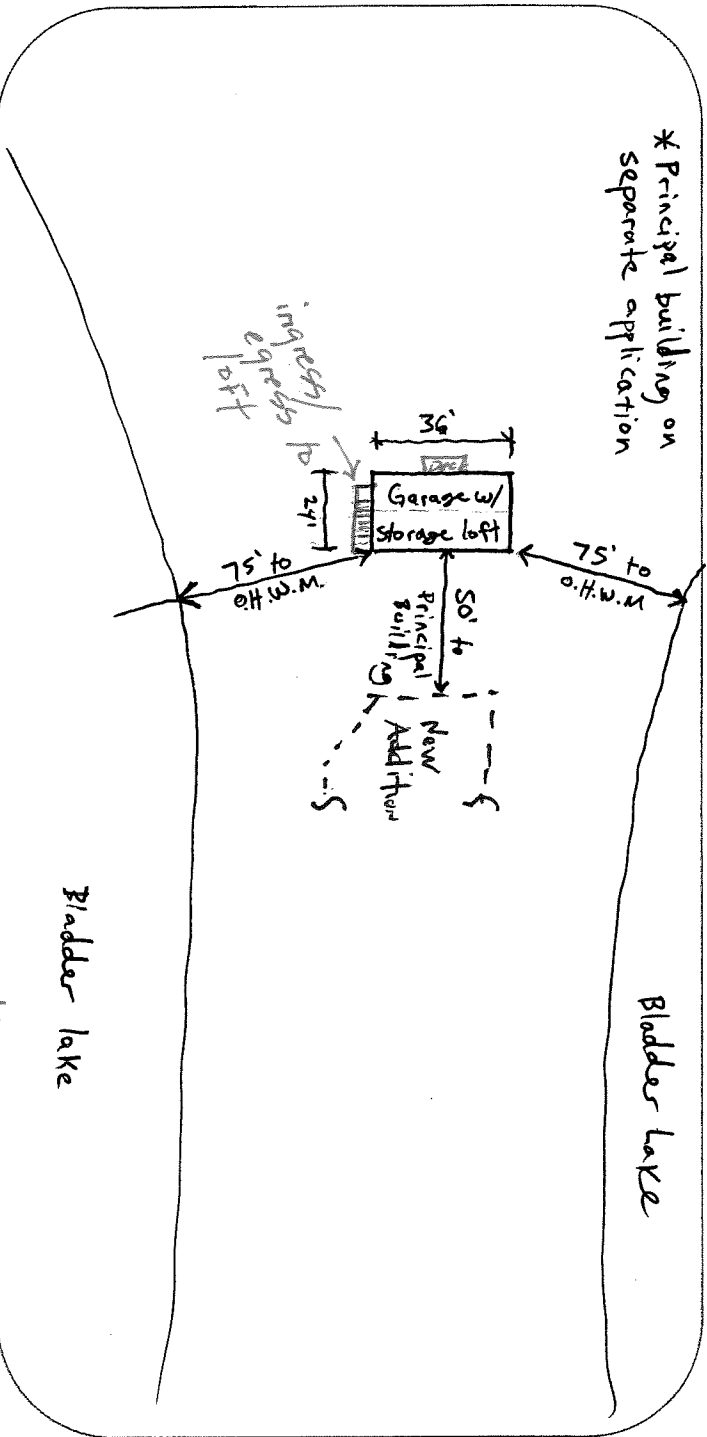 * Principal building on
separate application
Bladder Lake
75' to
O.H.W.M
36'
Deck
Garage w/
Storage loft
50' to
Principal
Building
New
Addition
24'
ingress/
egress to
loft
75' to
O.H.W.M.
Bladder lake